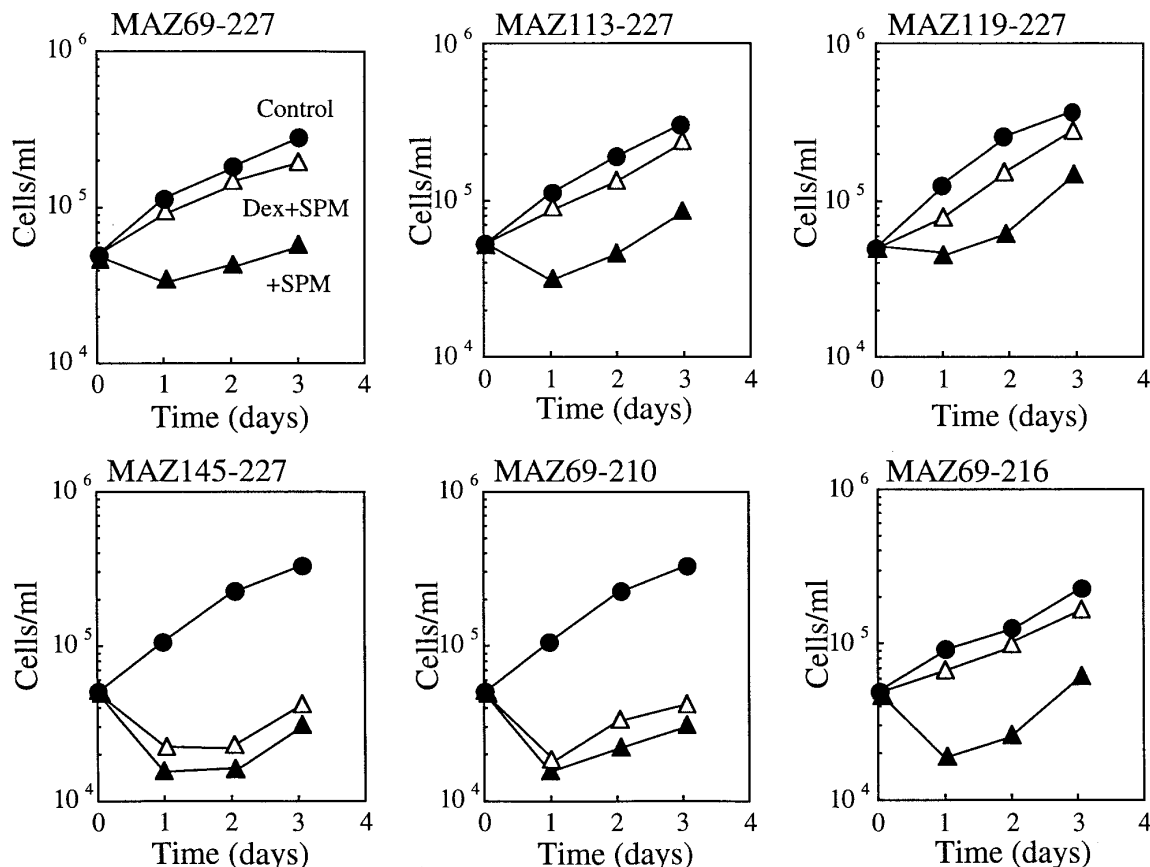 MAZ69-227
10^6
Control
Cells/ml
10^5
Dex+SPM
+SPM
10^4
0 1 2 3 4
Time (days)
MAZ113-227
10^6
Cells/ml
10^5
10^4
0 1 2 3 4
Time (days)
MAZ119-227
10^6
Cells/ml
10^5
10^4
0 1 2 3 4
Time (days)
MAZ145-227
10^6
Cells/ml
10^5
10^4
0 1 2 3 4
Time (days)
MAZ69-210
10^6
Cells/ml
10^5
10^4
0 1 2 3 4
Time (days)
MAZ69-216
10^6
Cells/ml
10^5
10^4
0 1 2 3 4
Time (days)